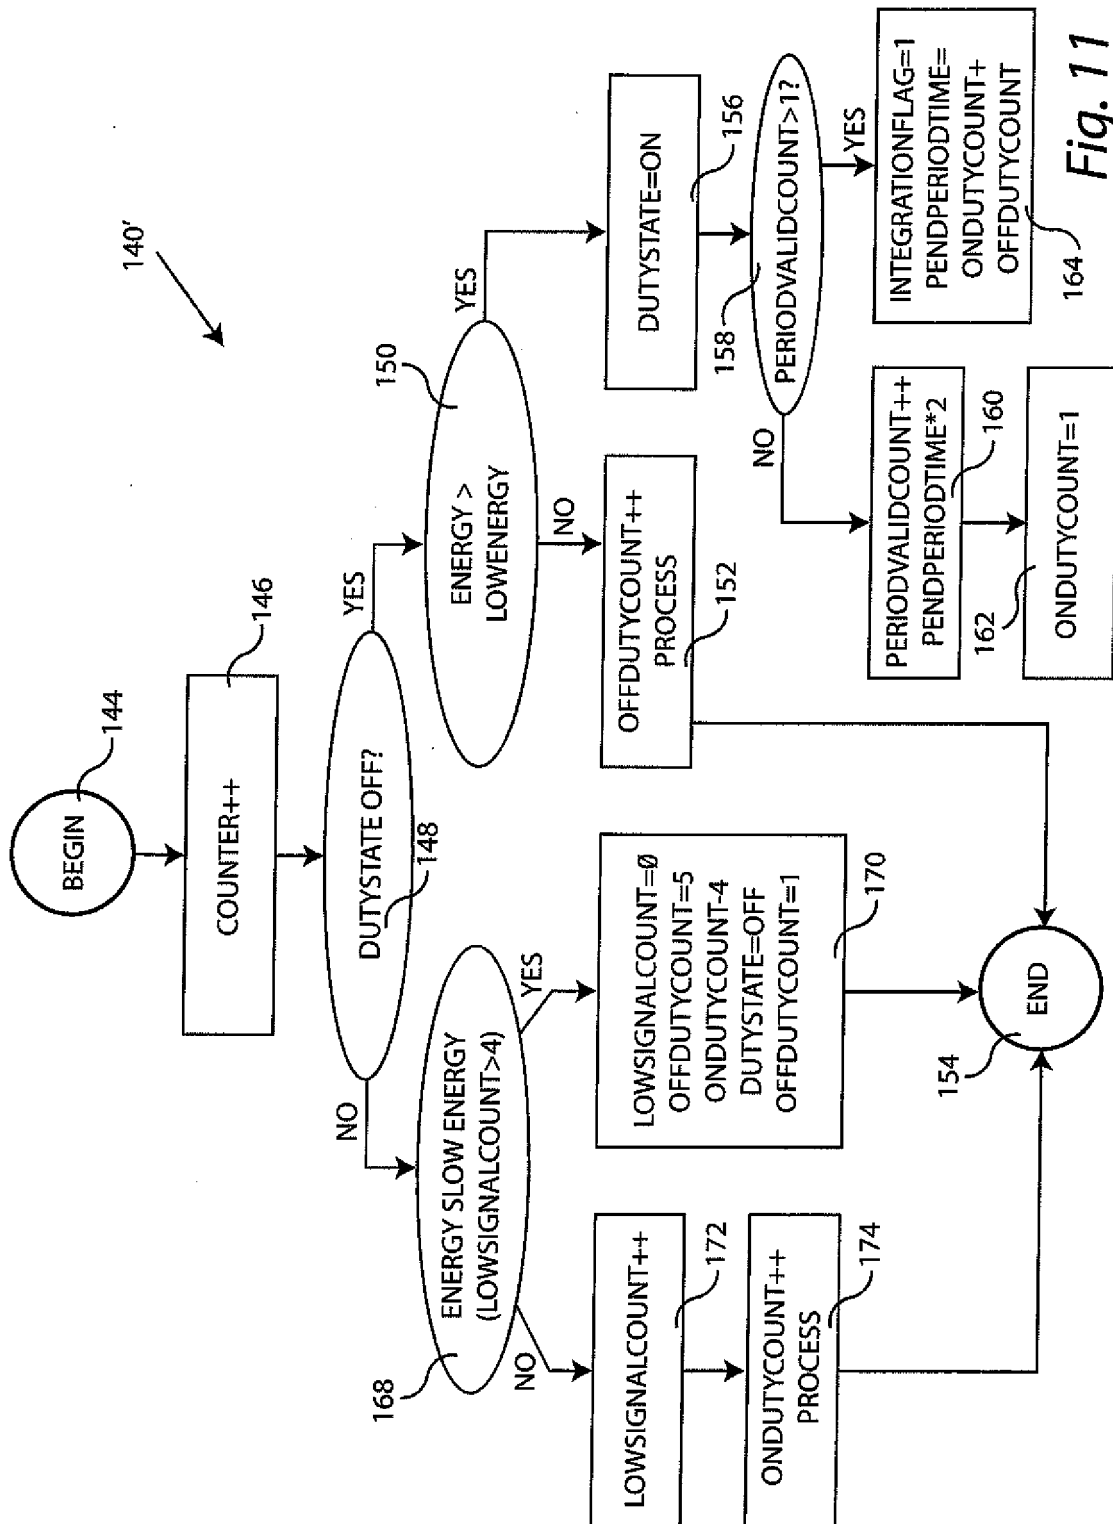 140'
BEGIN
144
COUNTER++
146
DUTYSTATE OFF?
148
NO
YES
ENERGY SLOW ENERGY
(LOWSIGNALCOUNT>4)
168
ENERGY >
LOWENERGY
150
NO
YES
NO
YES
LOWSIGNALCOUNT++
172
LOWSIGNALCOUNT=Ø
OFFDUTYCOUNT=5
ONDUTYCOUNT-4
DUTYSTATE=OFF
OFFDUTYCOUNT=1
170
OFFDUTYCOUNT++
PROCESS
152
DUTYSTATE=ON
156
ONDUTYCOUNT++
PROCESS
174
PERIODVALIDCOUNT>1?
158
NO
YES
PERIODVALIDCOUNT++
PENDPERIODTIME*2
160
INTEGRATIONFLAG=1
PENDPERIODTIME=
ONDUTYCOUNT+
OFFDUTYCOUNT
164
END
154
ONDUTYCOUNT=1
162
Fig. 11